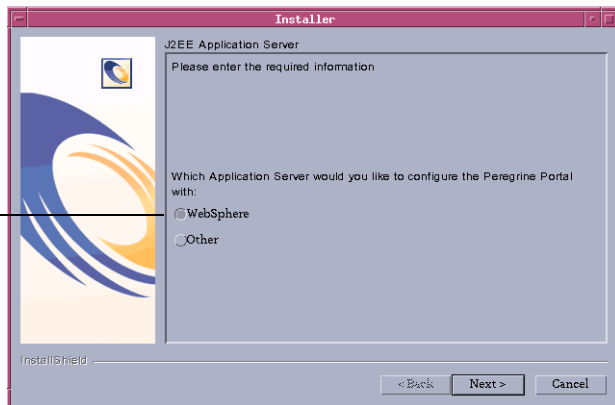 Installer
J2EE Application Server
Please enter the required information
Which Application Server would you like to configure the Peregrine Portal
with:
WebSphere
Other
InstallShield
< Back Next > Cancel